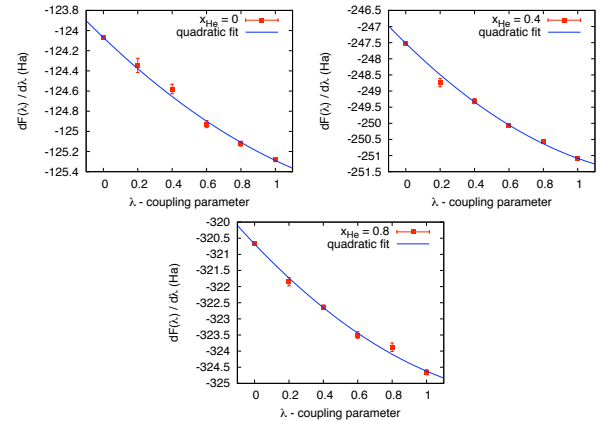 -123.8
-124
-124.2
-124.4
-124.6
-124.8
-125
-125.2
-125.4
dF(λ) / dλ (Ha)
x_He = 0
quadratic fit
0 0.2 0.4 0.6 0.8 1
λ - coupling parameter
-247
-247.5
-248
-248.5
-249
-249.5
-250
-250.5
-251
-251.5
dF(λ) / dλ (Ha)
x_He = 0.4
quadratic fit
0 0.2 0.4 0.6 0.8 1
λ - coupling parameter
-320
-320.5
-321
-321.5
-322
-322.5
-323
-323.5
-324
-324.5
-325
dF(λ) / dλ (Ha)
x_He = 0.8
quadratic fit
0 0.2 0.4 0.6 0.8 1
λ - coupling parameter